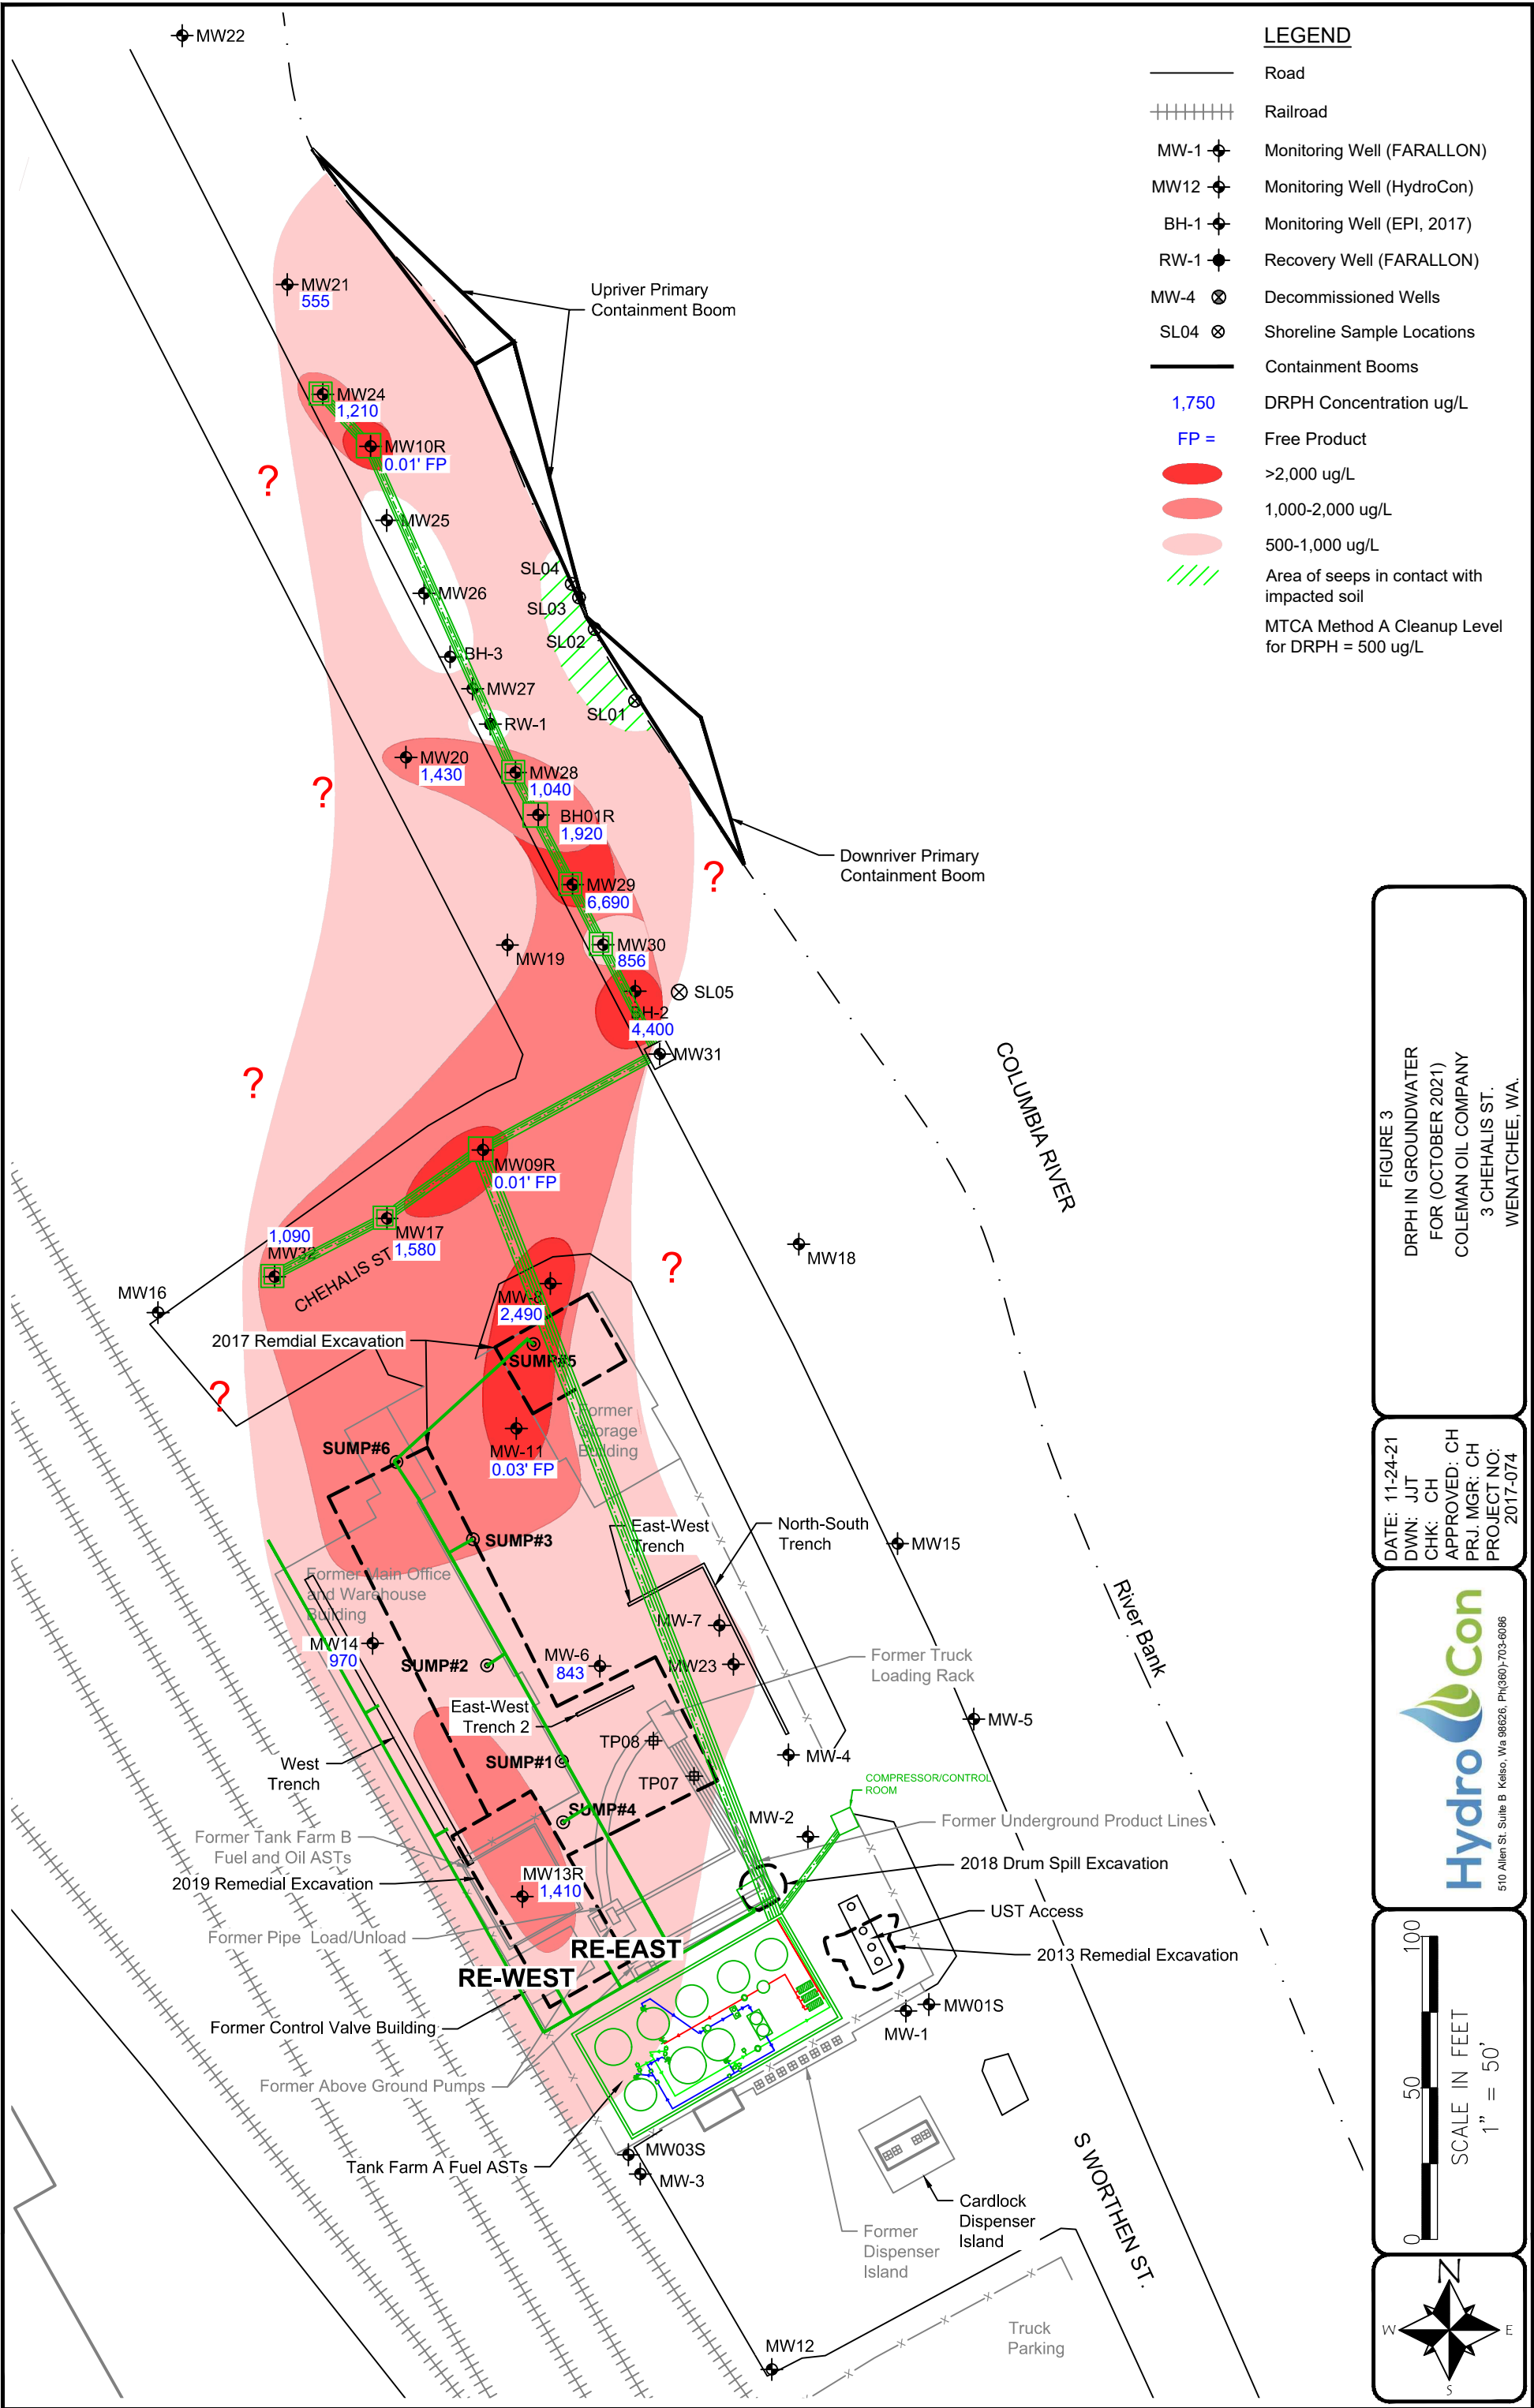 MW22
LEGEND
Road
Railroad
MW-1
Monitoring Well (FARALLON)
MW12
Monitoring Well (HydroCon)
BH-1
Monitoring Well (EPI, 2017)
RW-1
Recovery Well (FARALLON)
MW-4
Decommissioned Wells
SL04
Shoreline Sample Locations
Containment Booms
1,750
DRPH Concentration ug/L
FP =
Free Product
>2,000 ug/L
1,000-2,000 ug/L
500-1,000 ug/L
Area of seeps in contact with
impacted soil
MTCA Method A Cleanup Level
for DRPH = 500 ug/L
MW21
555
Upriver Primary
Containment Boom
MW24
1,210
MW10R
0.01' FP
?
MW25
SL04
MW26
SL03
SL02
BH-3
MW27
SL01
RW-1
MW20
1,430
MW28
1,040
?
BH01R
1,920
Downriver Primary
Containment Boom
?
MW29
6,690
MW30
856
MW19
SL05
BH-2
4,400
MW31
?
COLUMBIA RIVER
MW09R
0.01' FP
MW17
1,580
1,090
MW32
CHEHALIS ST
MW18
?
MW16
MW-8
2,490
2017 Remdial Excavation
SUMP#5
?
Former
Storage
Building
SUMP#6
MW-11
0.03' FP
East-West
Trench
North-South
Trench
SUMP#3
MW15
Former Main Office
and Warehouse
Building
River Bank
MW-7
MW14
970
SUMP#2
MW-6
843
MW23
Former Truck
Loading Rack
East-West
Trench 2
MW-5
TP08
MW-4
West
Trench
SUMP#1
TP07
COMPRESSOR/CONTROL
ROOM
SUMP#4
MW-2
Former Underground Product Lines
Former Tank Farm B
Fuel and Oil ASTs
2018 Drum Spill Excavation
2019 Remedial Excavation
MW13R
1,410
UST Access
Former Pipe Load/Unload
RE-EAST
2013 Remedial Excavation
RE-WEST
MW01S
MW-1
Former Control Valve Building
Former Above Ground Pumps
MW03S
MW-3
Tank Farm A Fuel ASTs
Cardlock
Dispenser
Island
Former
Dispenser
Island
S WORTHEN ST.
Truck
Parking
MW12
FIGURE 3
DRPH IN GROUNDWATER
FOR (OCTOBER 2021)
COLEMAN OIL COMPANY
3 CHEHALIS ST.
WENATCHEE, WA.
DATE: 11-24-21
DWN: JJT
CHK: CH
APPROVED: CH
PRJ. MGR: CH
PROJECT NO:
2017-074
HydroCon
510 Allen St. Suite B Kelso, Wa 98626, Ph(360)-703-6086
0 50 100
SCALE IN FEET
1" = 50'
N
W E
S